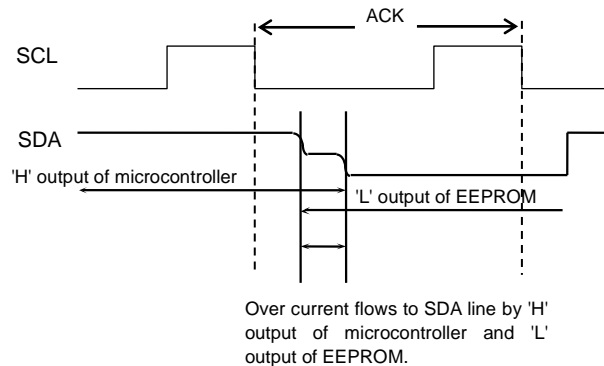 ACK
SCL
SDA
'H' output of microcontroller
'L' output of EEPROM
Over current flows to SDA line by 'H'
output of microcontroller and 'L'
output of EEPROM.